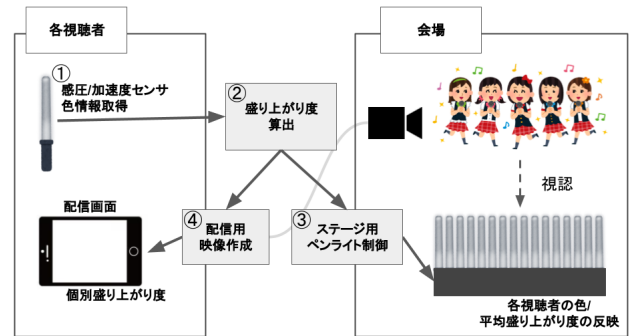 各視聴者
①
感圧/加速度センサ
色情報取得
②
盛り上がり度
算出
配信画面
④
配信用
映像作成
個別盛り上がり度
③
ステージ用
ペンライト制御
会場
視認
各視聴者の色/
平均盛り上がり度の反映